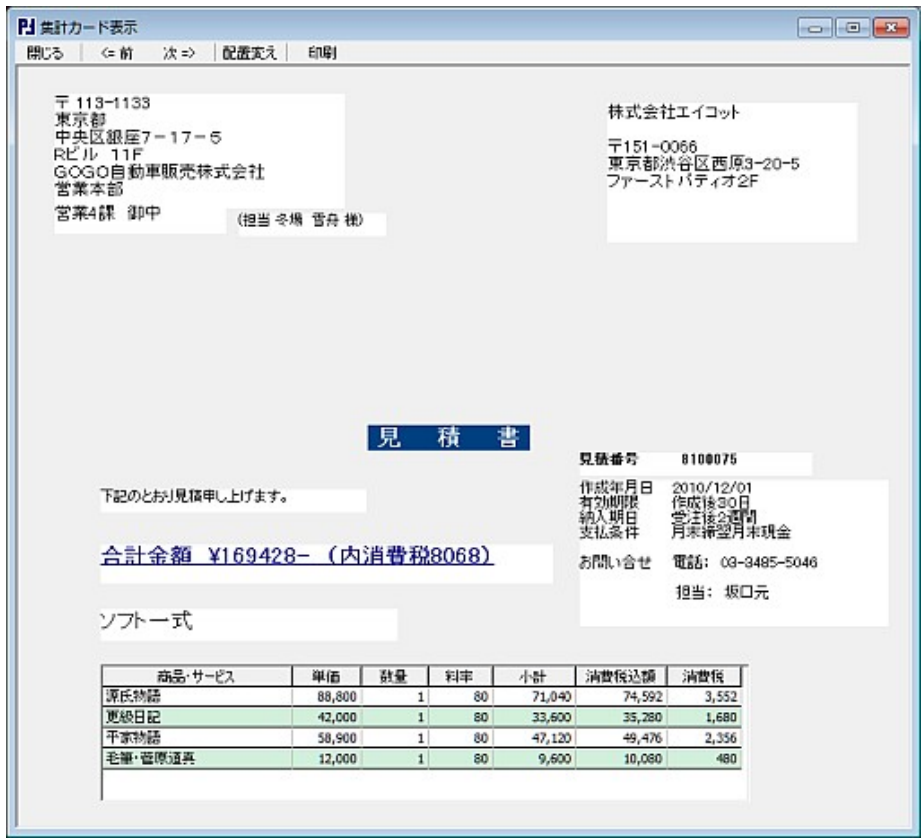 集計カード表示
閉じる <= 前 次 => 配置変え 印刷
〒113-1133
東京都
中央区銀座7-17-5
Rビル 11F
GOGO自動車販売株式会社
営業本部
営業4課 御中
(担当 冬場 雪舟 様)
株式会社エイコット
〒151-0066
東京都渋谷区西原3-20-5
ファーストパティオ2F
見 積 書
見積番号 8100075
下記のとおり見積申し上げます。
作成年月日 2010/12/01
有効期限 作成後30日
納入期日 受注後2週間
支払条件 月末締翌月末現金
合計金額 ¥169428- (内消費税8068)
お問い合せ 電話: 03-3485-5046
担当: 坂口元
ソフト一式
商品・サービス 単価 数量 料率 小計 消費税込額 消費税
源氏物語 88,800 1 80 71,040 74,592 3,552
更級日記 42,000 1 80 33,600 35,280 1,680
平家物語 58,900 1 80 47,120 49,476 2,356
毛筆・菅原道真 12,000 1 80 9,600 10,080 480